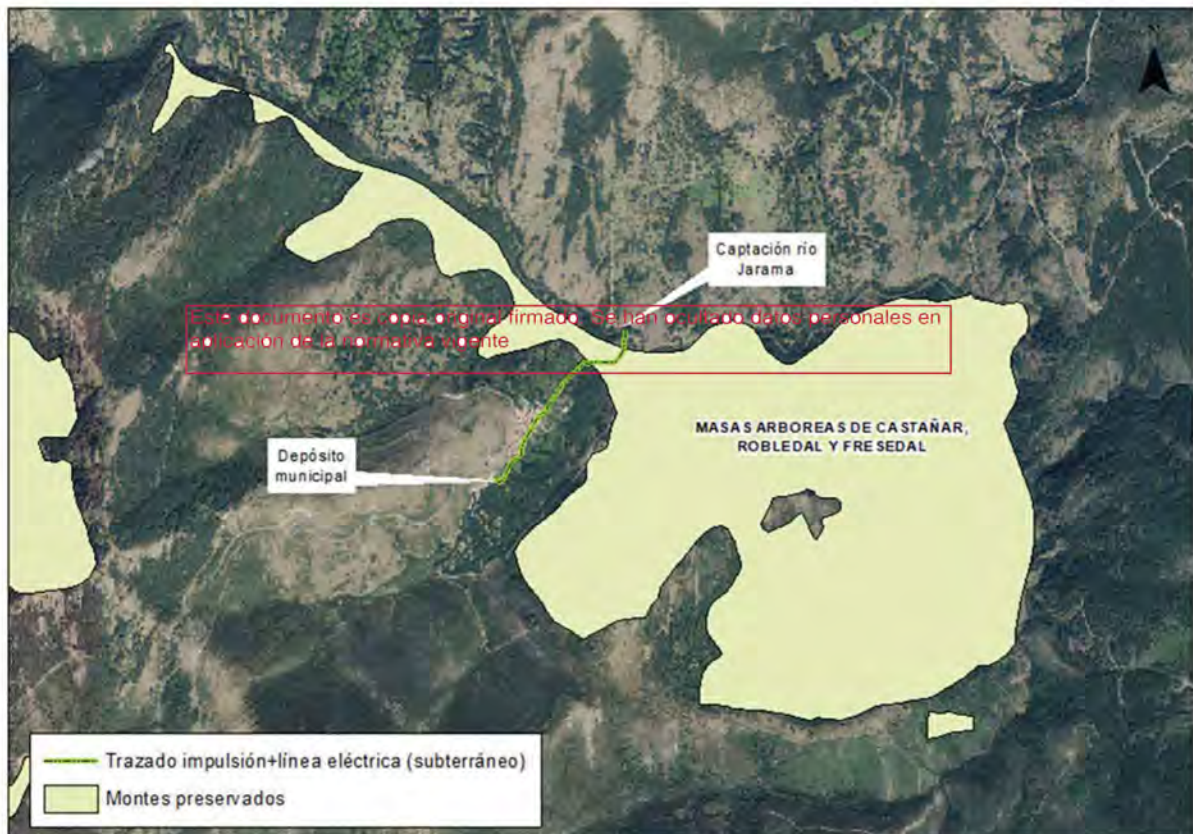 Captación río
Jarama
Este documento es copia original firmado. Se han ocultado datos personales en
aplicación de la normativa vigente
MASAS ARBOREAS DE CASTAÑAR,
ROBLEDAL Y FRESEDAL
Depósito
municipal
Trazado impulsión+línea eléctrica (subterráneo)
Montes preservados